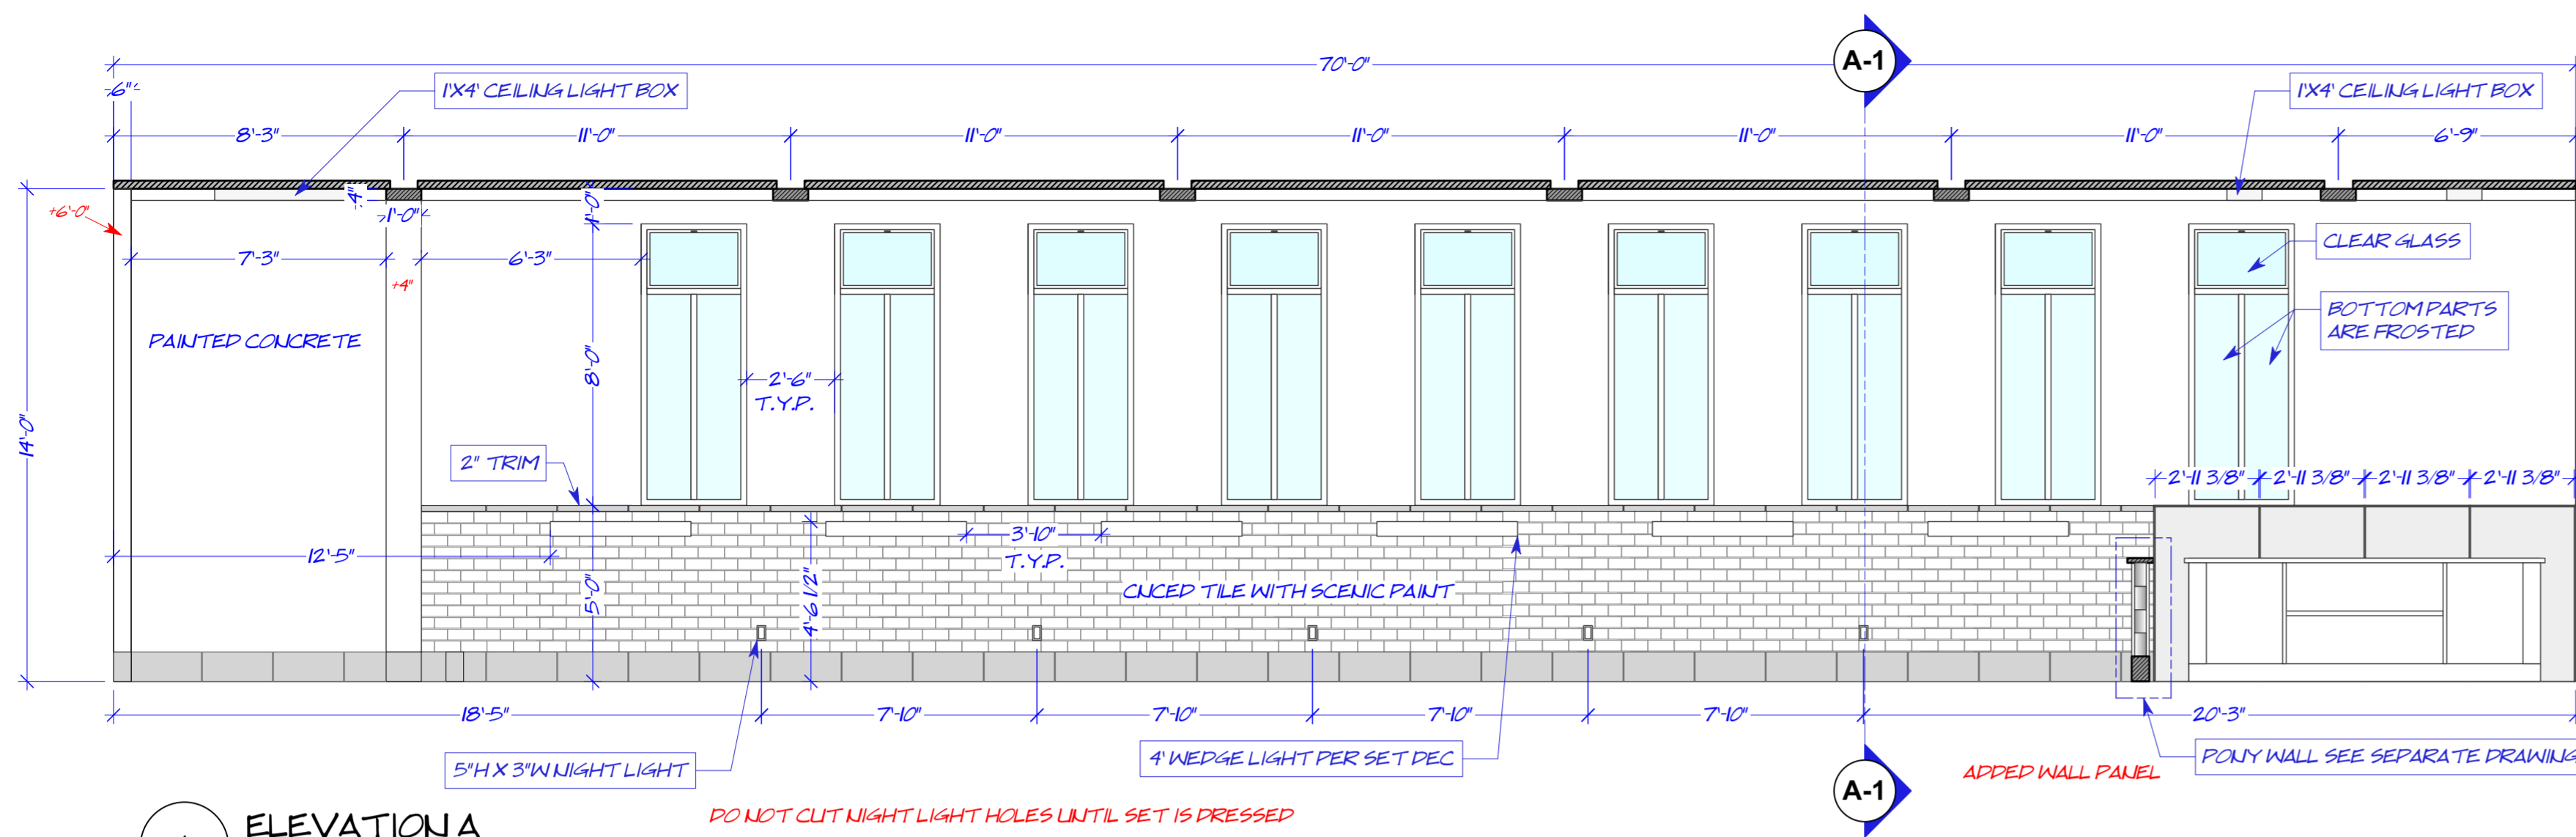 A-1
70'-0"
6"
1'X4' CEILING LIGHT BOX
1'X4' CEILING LIGHT BOX
8'-3"
11'-0"
11'-0"
11'-0"
11'-0"
11'-0"
6'-9"
4"
1'-0"
1'-0"
+6'-0"
7'-3"
6'-3"
+4"
CLEAR GLASS
BOTTOM PARTS
ARE FROSTED
PAINTED CONCRETE
8'-0"
2'-6"
T.Y.P.
14'-0"
2" TRIM
2'-11 3/8"
2'-11 3/8"
2'-11 3/8"
2'-11 3/8"
12'-5"
3'-10"
T.Y.P.
5'-0"
4'-6 1/2"
CNCED TILE WITH SCENIC PAINT
18'-5"
7'-10"
7'-10"
7'-10"
7'-10"
20'-3"
5"H X 3"W NIGHT LIGHT
4' WEDGE LIGHT PER SET DEC
ADDED WALL PANEL
PONY WALL SEE SEPARATE DRAWING
A-1
DO NOT CUT NIGHT LIGHT HOLES UNTIL SET IS DRESSED
ELEVATION A